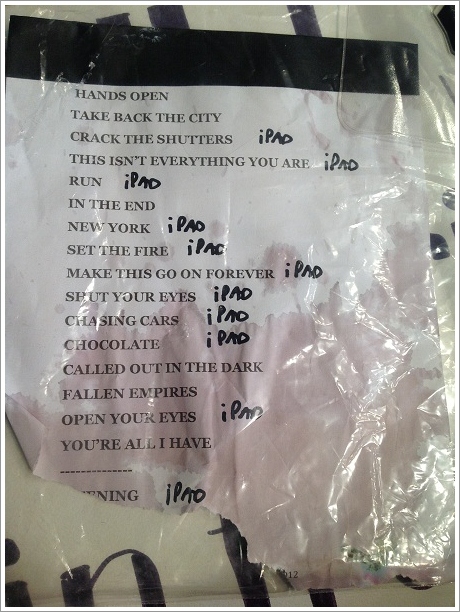 HANDS OPEN
TAKE BACK THE CITY
CRACK THE SHUTTERS iPAD
THIS ISN'T EVERYTHING YOU ARE iPAD
RUN iPAD
IN THE END
NEW YORK iPAD
SET THE FIRE iPAD
MAKE THIS GO ON FOREVER iPAD
SHUT YOUR EYES iPAD
CHASING CARS iPAD
CHOCOLATE iPAD
CALLED OUT IN THE DARK
FALLEN EMPIRES
OPEN YOUR EYES iPAD
YOU'RE ALL I HAVE
--------------
ENING iPAD